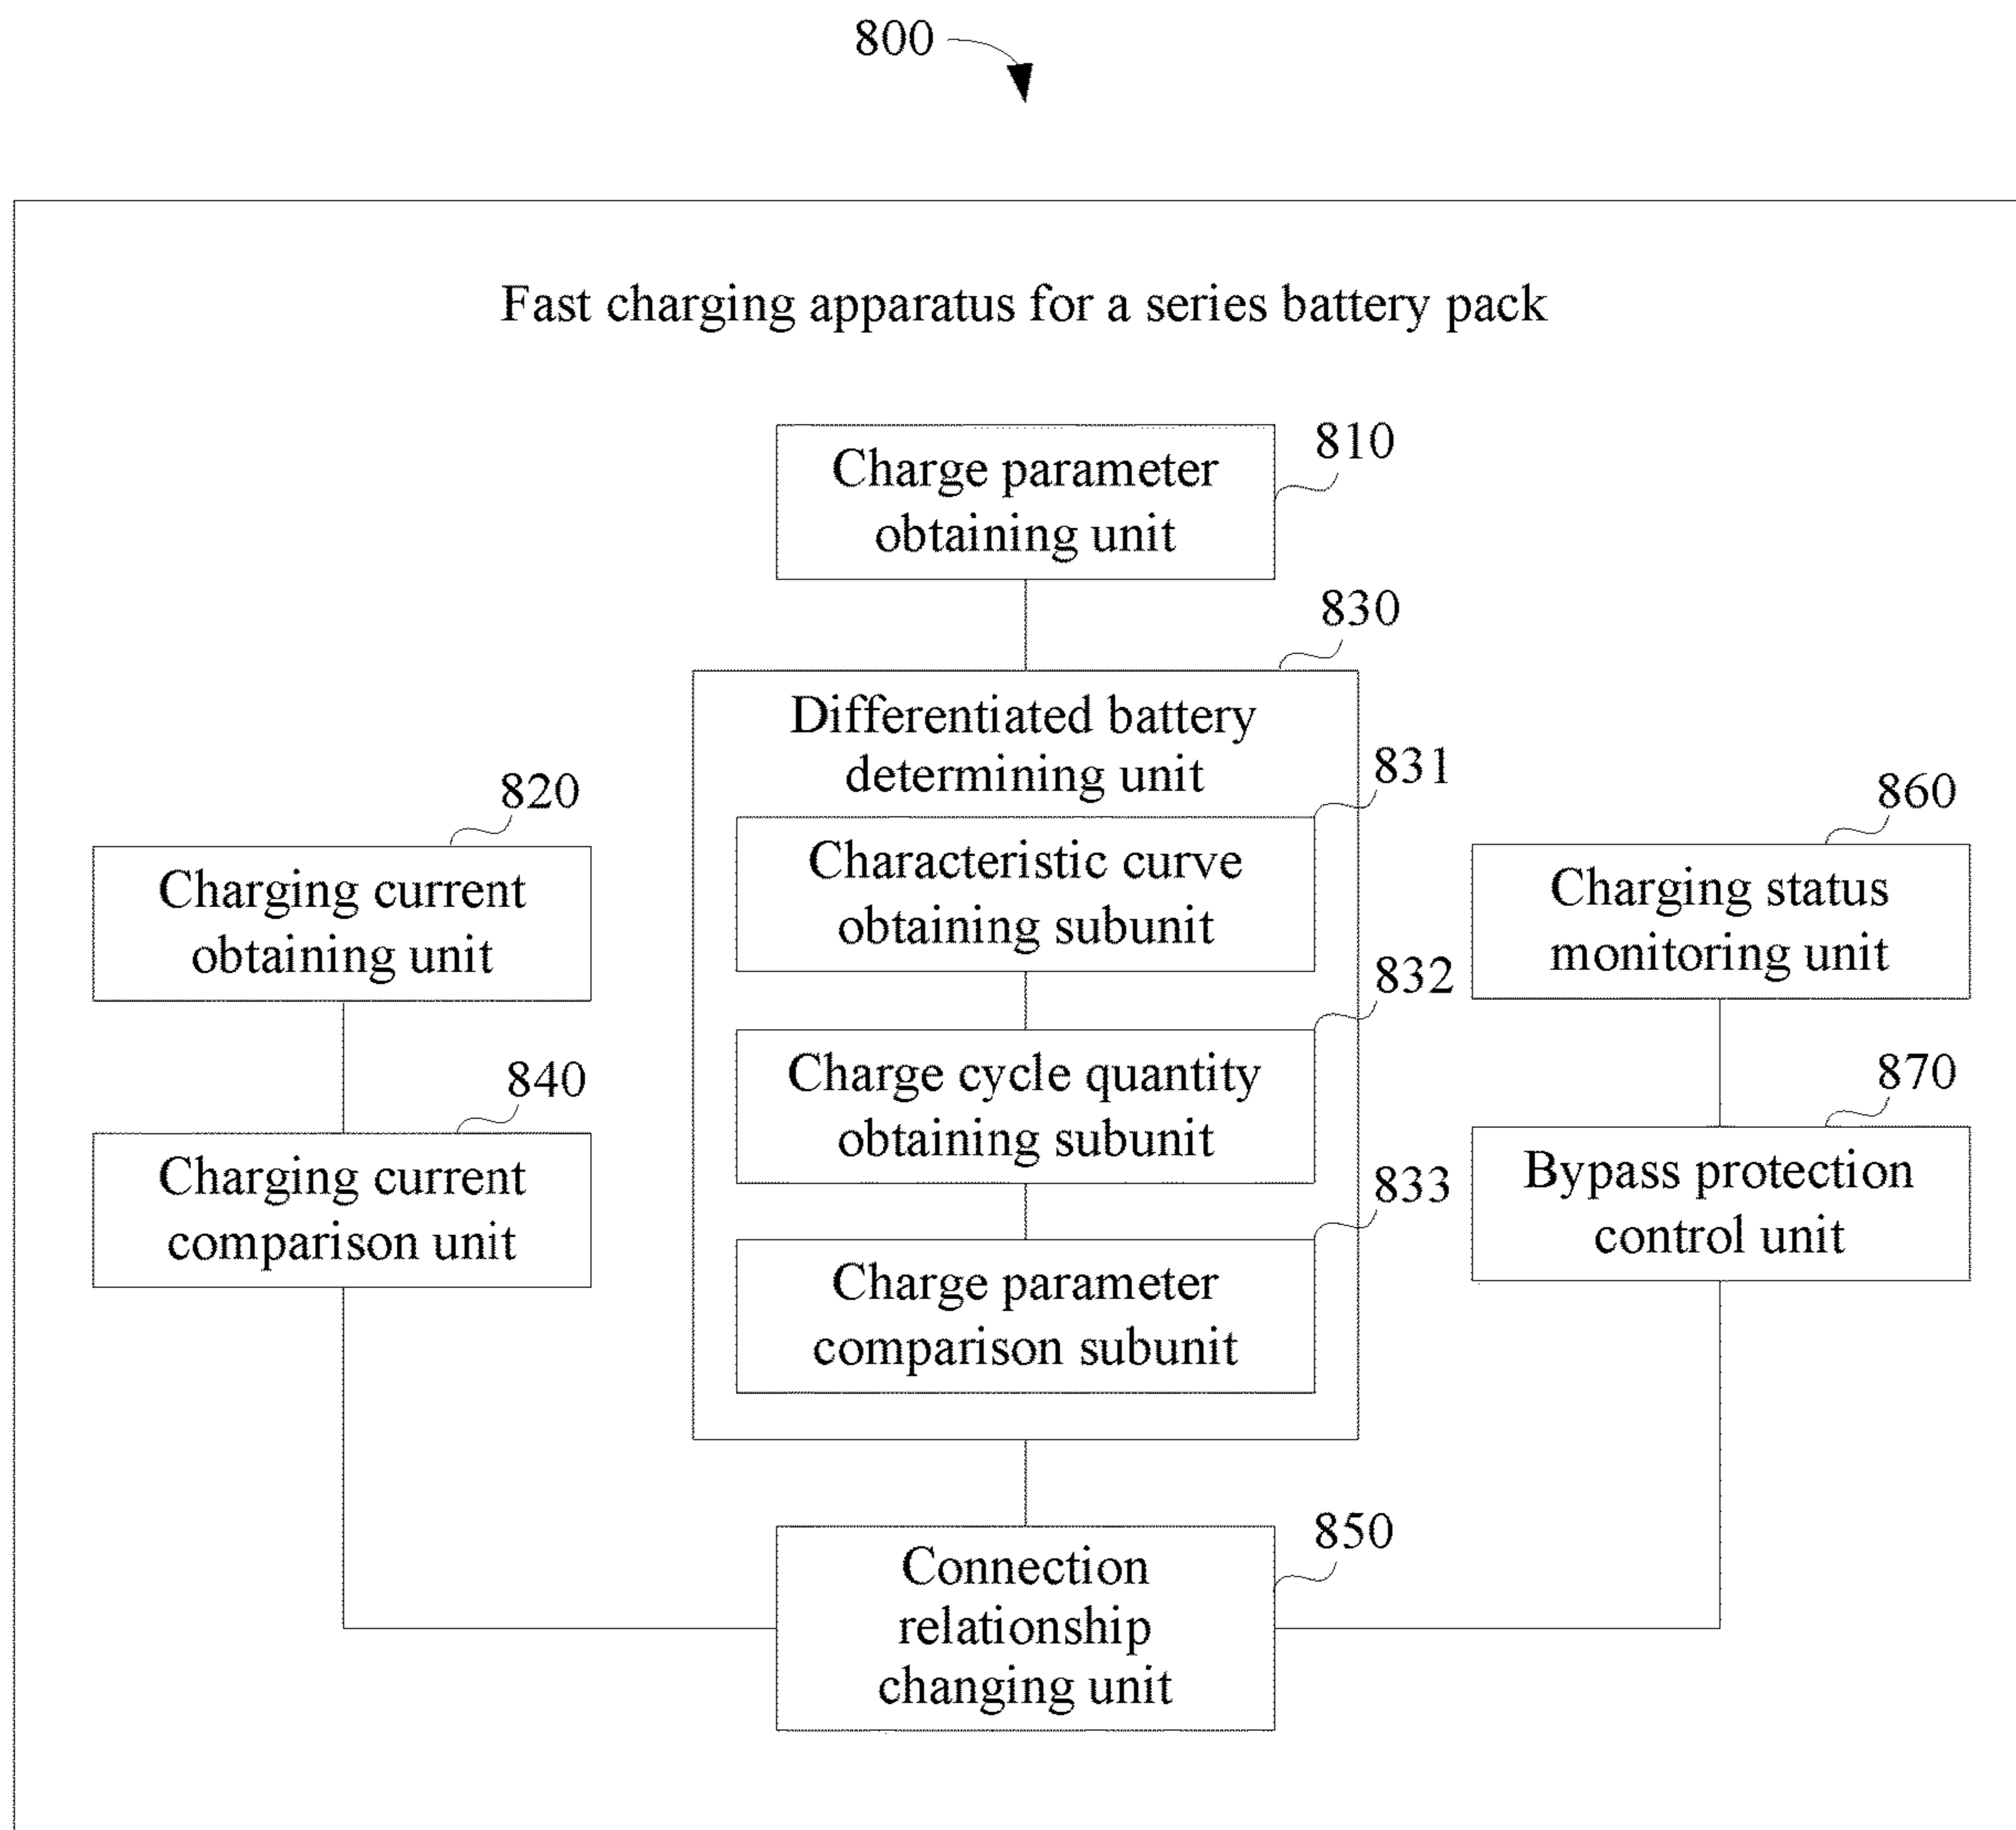 800
Fast charging apparatus for a series battery pack
810
Charge parameter
obtaining unit
830
Differentiated battery
determining unit
831
Characteristic curve
obtaining subunit
832
Charge cycle quantity
obtaining subunit
833
Charge parameter
comparison subunit
820
Charging current
obtaining unit
840
Charging current
comparison unit
860
Charging status
monitoring unit
870
Bypass protection
control unit
850
Connection
relationship
changing unit